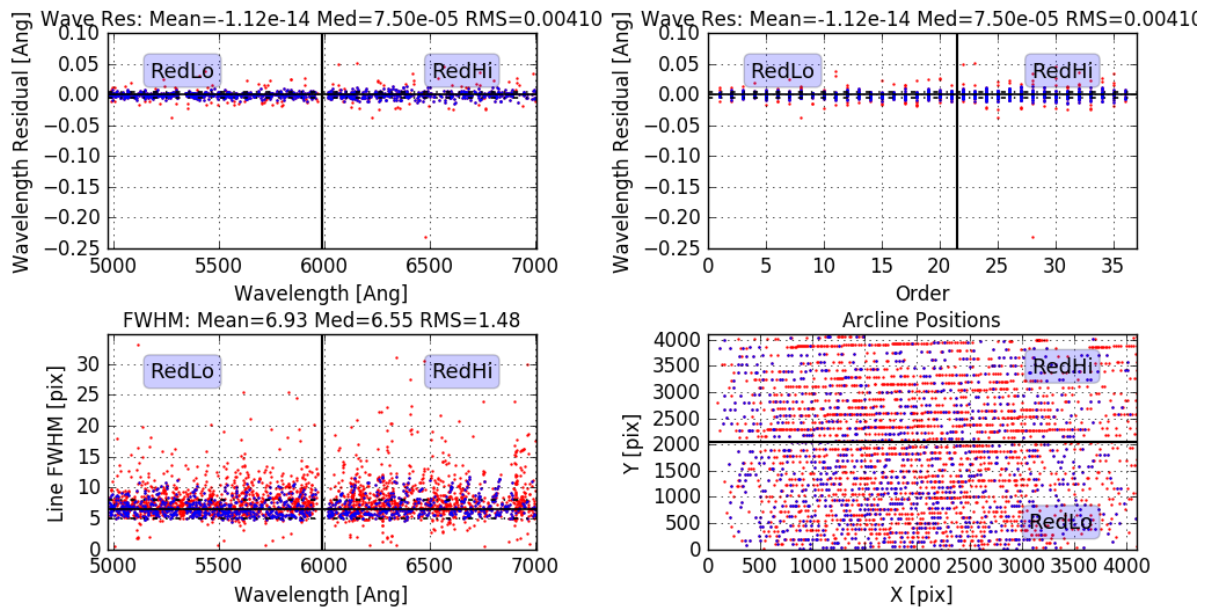 Wave Res: Mean=-1.12e-14 Med=7.50e-05 RMS=0.00410
0.10
0.05
0.00
−0.05
−0.10
−0.15
−0.20
−0.25
Wavelength Residual [Ang]
RedLo
RedHi
5000 5500 6000 6500 7000
Wavelength [Ang]
Wave Res: Mean=-1.12e-14 Med=7.50e-05 RMS=0.00410
0.10
0.05
0.00
−0.05
−0.10
−0.15
−0.20
−0.25
Wavelength Residual [Ang]
RedLo
RedHi
0 5 10 15 20 25 30 35
Order
FWHM: Mean=6.93 Med=6.55 RMS=1.48
35
30
25
20
15
10
5
0
Line FWHM [pix]
RedLo
RedHi
5000 5500 6000 6500 7000
Wavelength [Ang]
Arcline Positions
4000
3500
3000
2500
2000
1500
1000
500
0
Y [pix]
RedHi
RedLo
0 500 1000 1500 2000 2500 3000 3500 4000
X [pix]